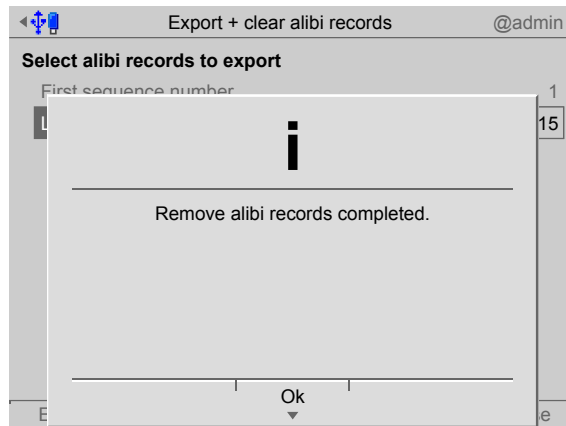 Export + clear alibi records @admin
Select alibi records to export
First sequence number 1
15
i
Remove alibi records completed.
Ok